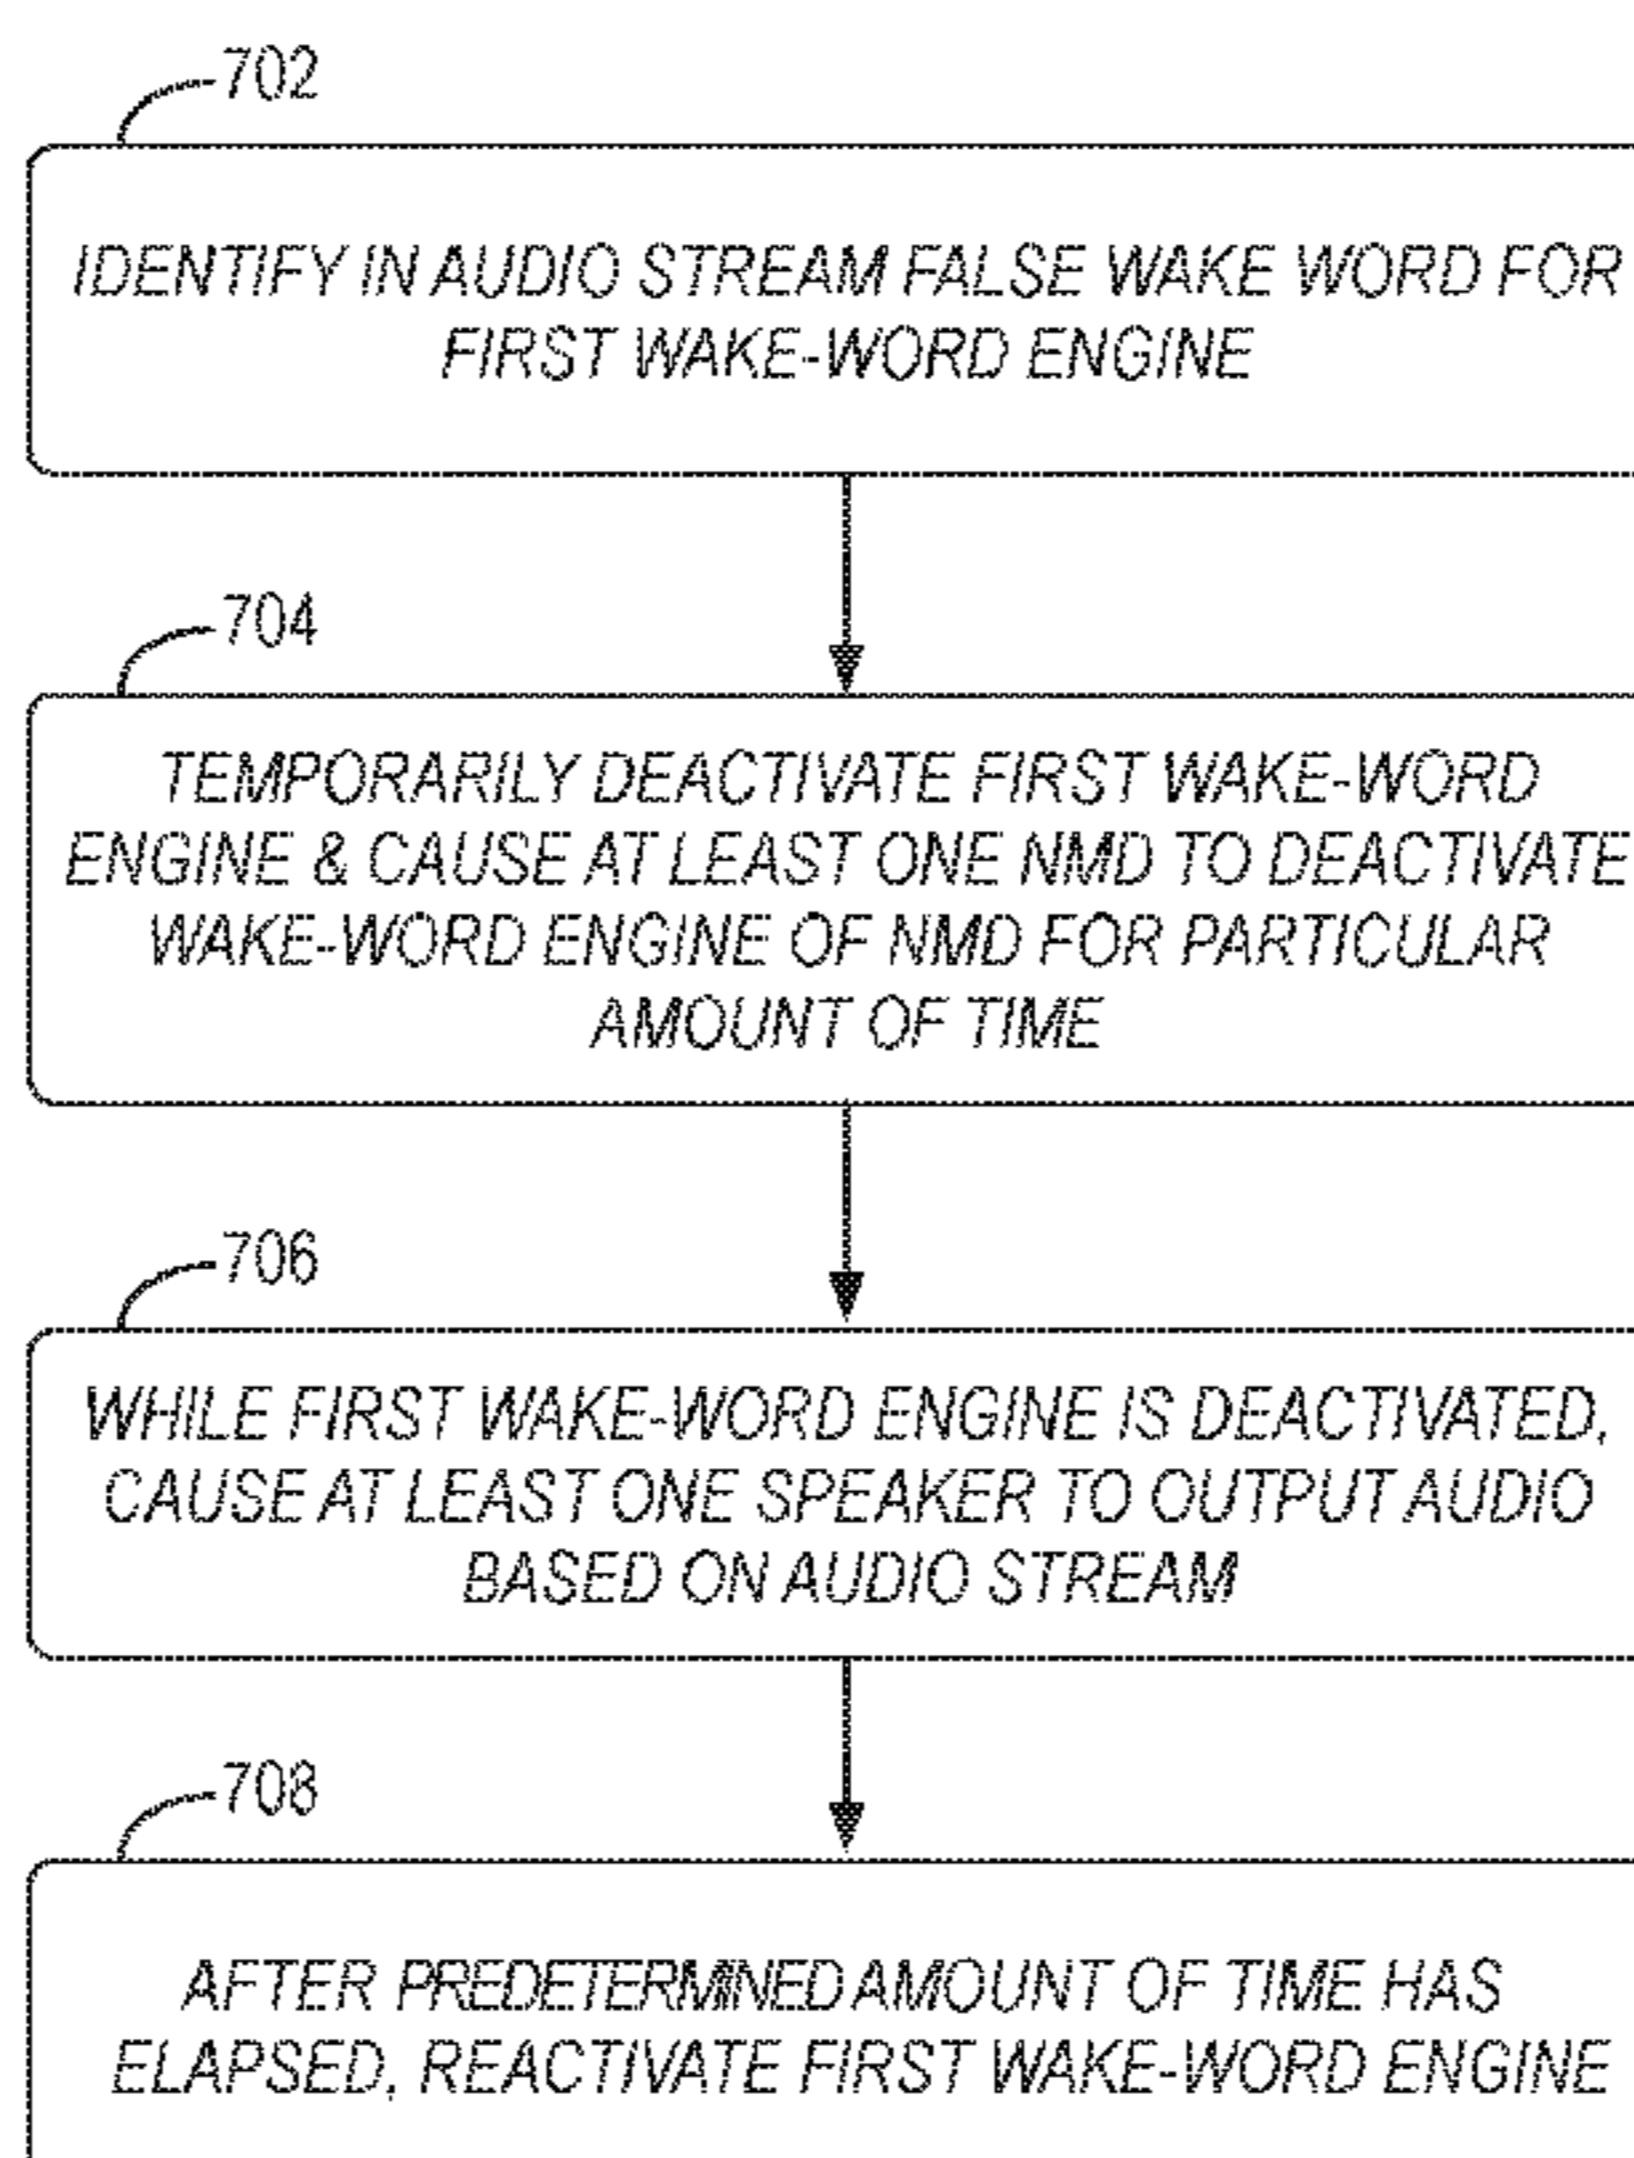 702
IDENTIFY IN AUDIO STREAM FALSE WAKE WORD FOR
FIRST WAKE-WORD ENGINE
704
TEMPORARILY DEACTIVATE FIRST WAKE-WORD
ENGINE & CAUSE AT LEAST ONE NMD TO DEACTIVATE
WAKE-WORD ENGINE OF NMD FOR PARTICULAR
AMOUNT OF TIME
706
WHILE FIRST WAKE-WORD ENGINE IS DEACTIVATED,
CAUSE AT LEAST ONE SPEAKER TO OUTPUT AUDIO
BASED ON AUDIO STREAM
708
AFTER PREDETERMINED AMOUNT OF TIME HAS
ELAPSED, REACTIVATE FIRST WAKE-WORD ENGINE